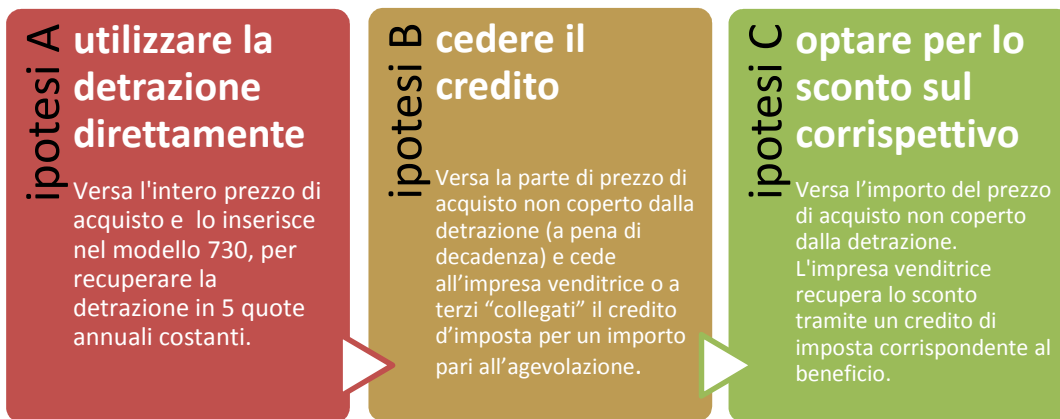 ipotesi A
utilizzare la
detrazione
direttamente
Versa l'intero prezzo di
acquisto e lo inserisce
nel modello 730, per
recuperare la
detrazione in 5 quote
annuali costanti.
ipotesi B
cedere il
credito
Versa la parte di prezzo di
acquisto non coperto dalla
detrazione (a pena di
decadenza) e cede
all’impresa venditrice o a
terzi “collegati” il credito
d’imposta per un importo
pari all’agevolazione.
ipotesi C
optare per lo
sconto sul
corrispettivo
Versa l’importo del prezzo
di acquisto non coperto
dalla detrazione.
L'impresa venditrice
recupera lo sconto
tramite un credito di
imposta corrispondente al
beneficio.